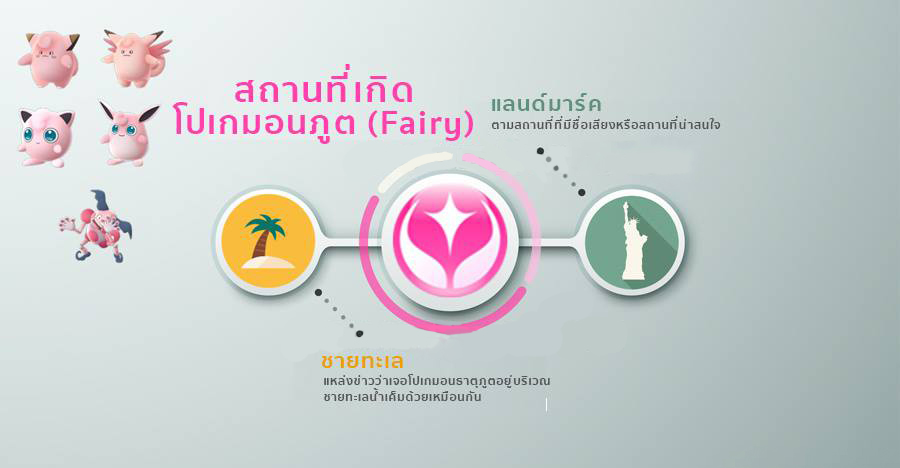 สถานที่เกิด
โปเกมอนภูต (Fairy)
แลนด์มาร์ค
ตามสถานที่ที่มีชื่อเสียงหรือสถานที่น่าสนใจ
ชายทะเล
แหล่งข่าวว่าเจอโปเกมอนธาตุภูตอยู่บริเวณ
ชายทะเลน้ำเค็มด้วยเหมือนกัน